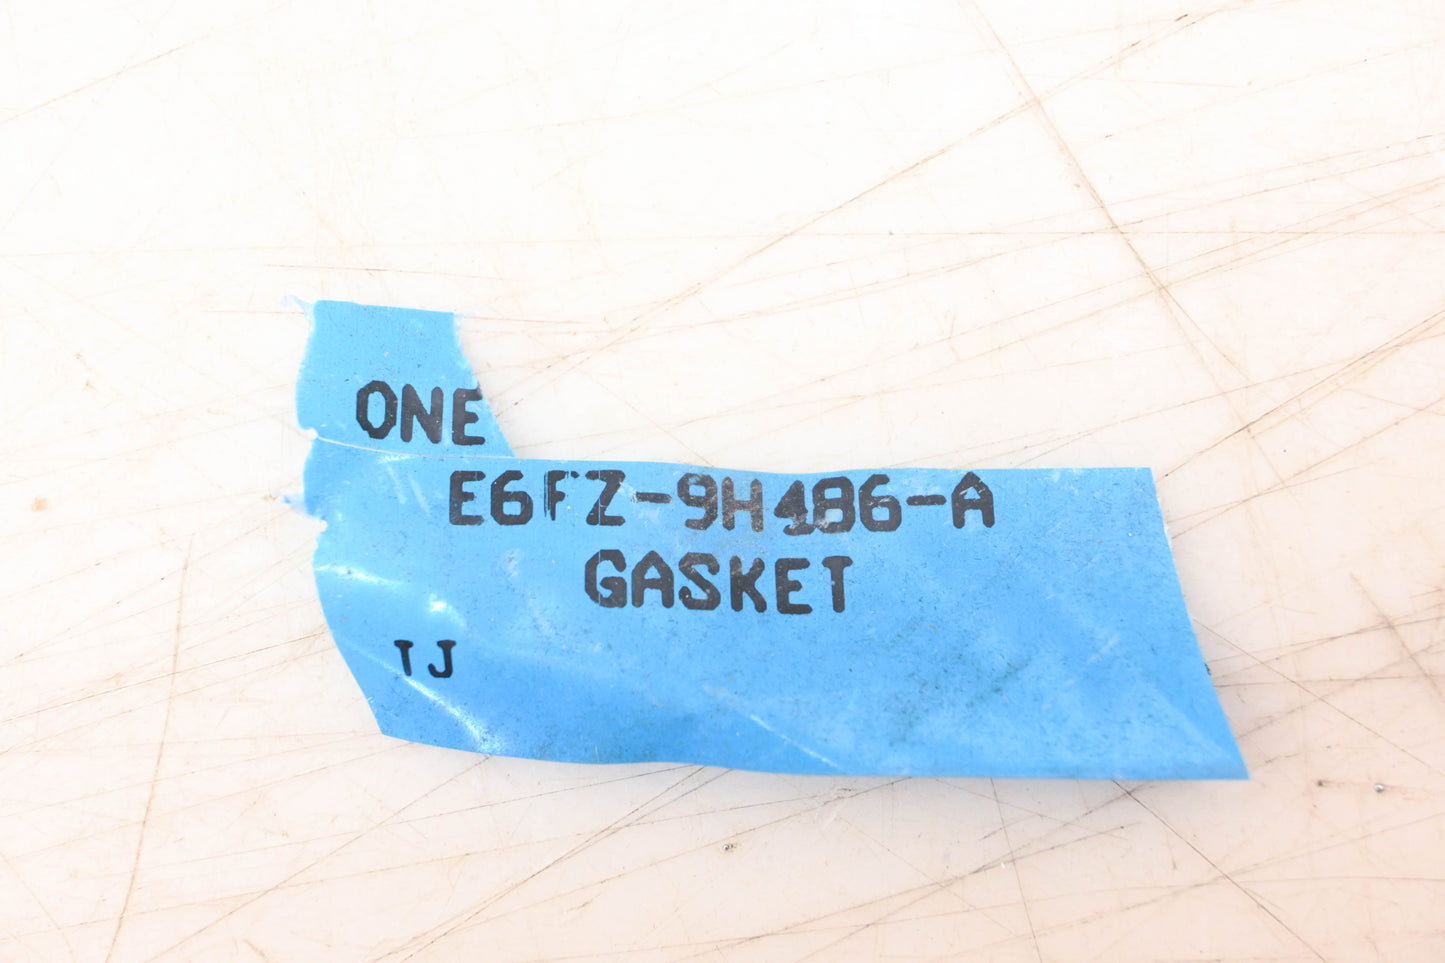 ONE
E6FZ-9H486-A
GASKET
TJ